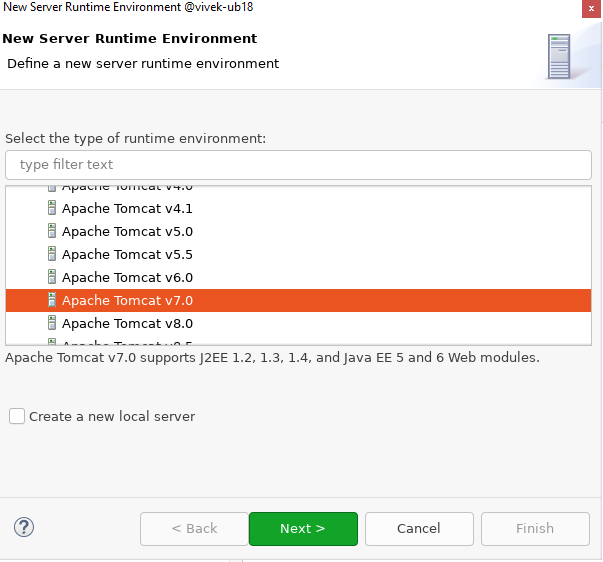 New Server Runtime Environment @vivek-ub18
x
New Server Runtime Environment
Define a new server runtime environment
Select the type of runtime environment:
type filter text
Apache Tomcat v4.0
Apache Tomcat v4.1
Apache Tomcat v5.0
Apache Tomcat v5.5
Apache Tomcat v6.0
Apache Tomcat v7.0
Apache Tomcat v8.0
Apache Tomcat v8.5
Apache Tomcat v7.0 supports J2EE 1.2, 1.3, 1.4, and Java EE 5 and 6 Web modules.
Create a new local server
? < Back Next > Cancel Finish